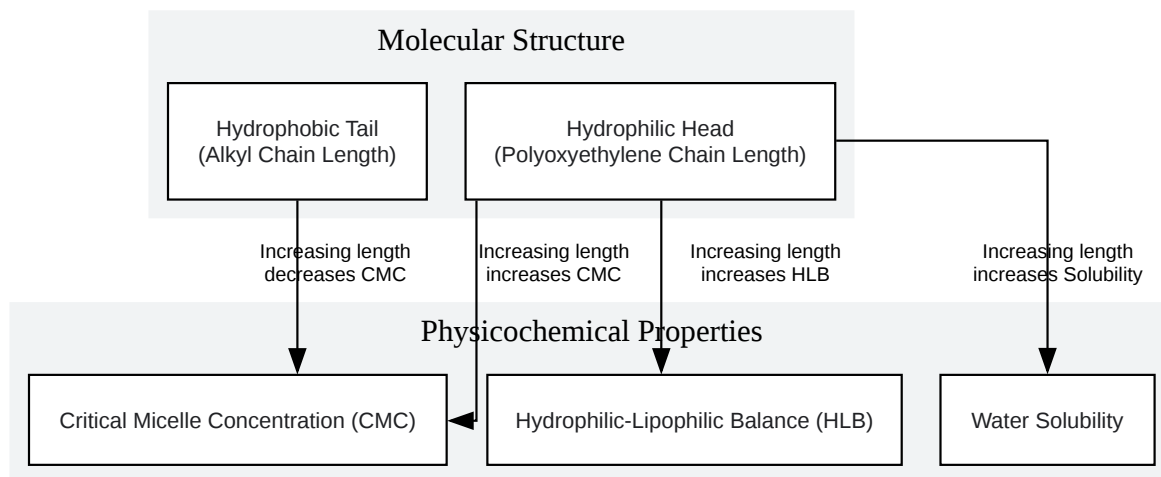 Molecular Structure
Hydrophobic Tail
(Alkyl Chain Length)
Hydrophilic Head
(Polyoxyethylene Chain Length)
Increasing length
decreases CMC
Increasing length
increases CMC
Increasing length
increases HLB
Increasing length
increases Solubility
Physicochemical Properties
Critical Micelle Concentration (CMC)
Hydrophilic-Lipophilic Balance (HLB)
Water Solubility